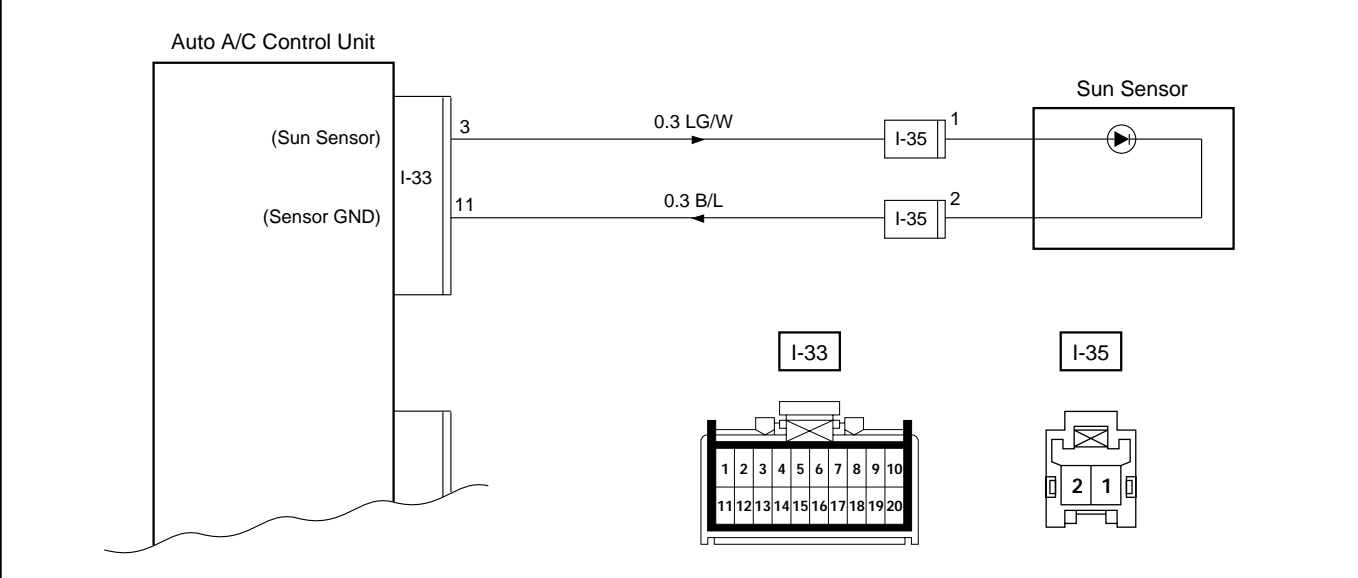 Auto A/C Control Unit
Sun Sensor
(Sun Sensor) 3 0.3 LG/W I-35 1
I-33
(Sensor GND) 11 0.3 B/L I-35 2
I-33 I-35
1 2 3 4 5 6 7 8 9 10
2 1
11 12 13 14 15 16 17 18 19 20